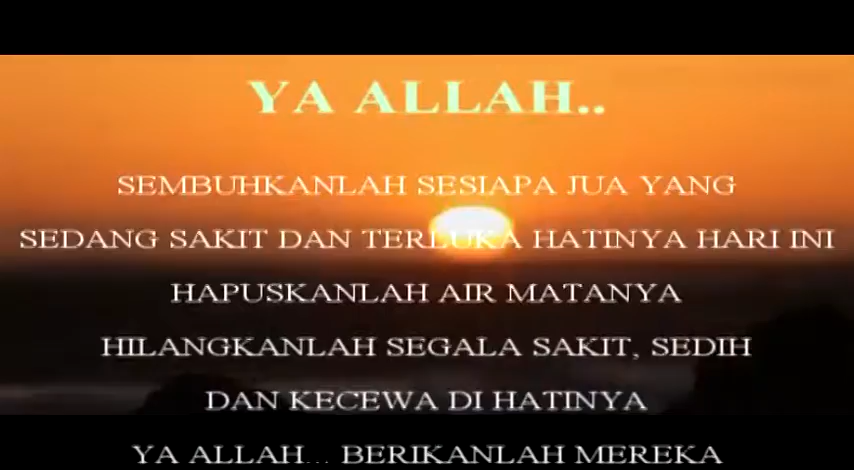 YA ALLAH..
SEMBUHKANLAH SESIAPA JUA YANG
SEDANG SAKIT DAN TERLUKA HATINYA HARI INI
HAPUSKANLAH AIR MATANYA
HILANGKANLAH SEGALA SAKIT, SEDIH
DAN KECEWA DI HATINYA
YA ALLAH... BERIKANLAH MEREKA